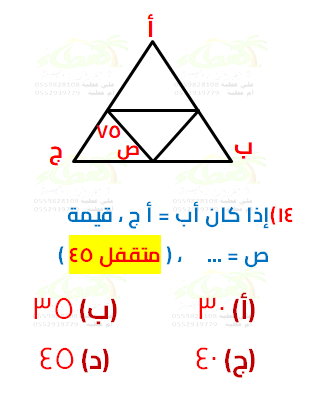 أ
٧٥
ص
ج
ب
١٤) إذا كان أب = أ ج ، قيمة
ص = ... ، ( متقفل ٤٥ )
(أ) ٣٠ (ب) ٣٥
(ج) ٤٠ (د) ٤٥